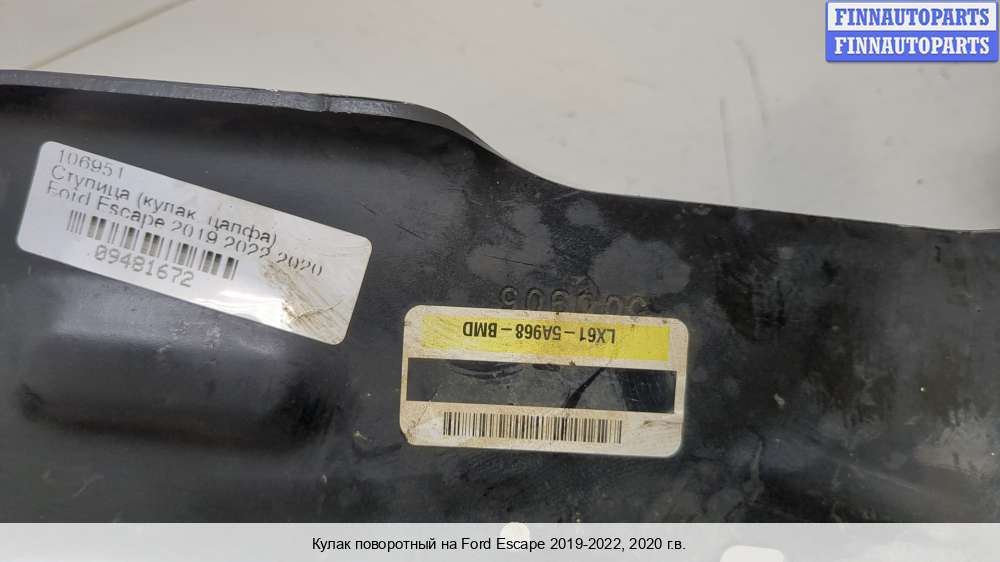 FINNAUTOPARTS
FINNAUTOPARTS
106951
Ступица (кулак, цапфа)
Ford Escape 2019-2022 2020
09481672
LX61-5A968-BMD
Кулак поворотный на Ford Escape 2019-2022, 2020 г.в.